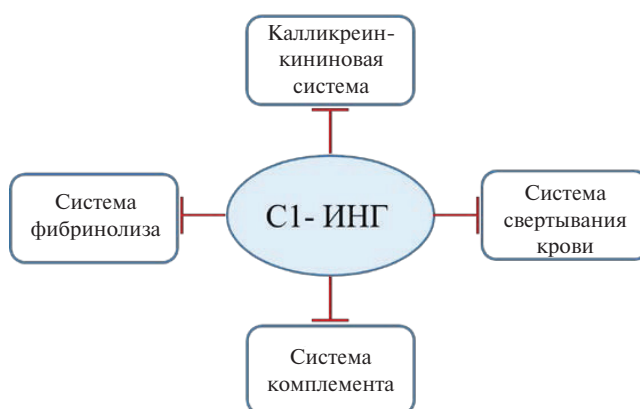 Калликреин-
кининовая
система
Система
фибринолиза
С1- ИНГ
Система
свертывания
крови
Система
комплемента